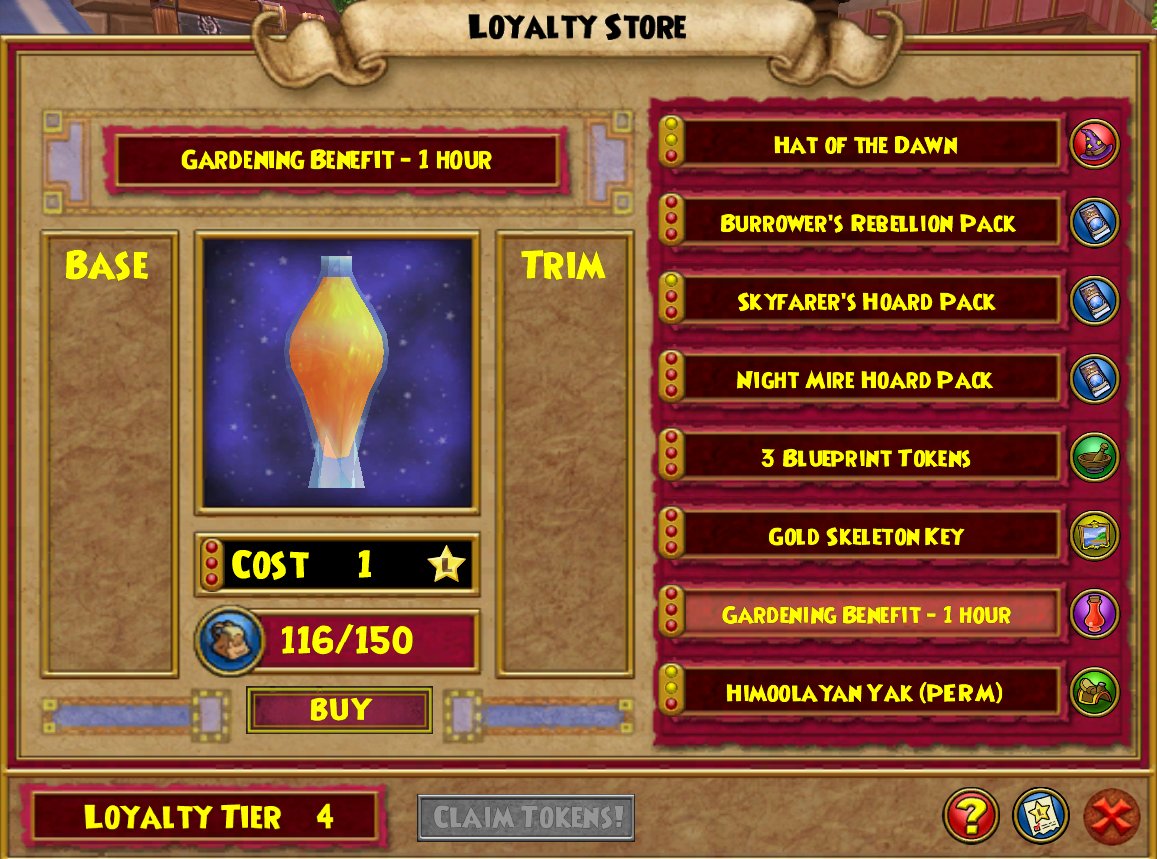 LOYALTY STORE
GARDENING BENEFIT - 1 HOUR
BASE
TRIM
COST 1 L
116/150
BUY
HAT OF THE DAWN
BURROWER'S REBELLION PACK
SKYFARER'S HOARD PACK
NIGHT MIRE HOARD PACK
3 BLUEPRINT TOKENS
GOLD SKELETON KEY
GARDENING BENEFIT - 1 HOUR
HIMOOLAYAN YAK (PERM)
LOYALTY TIER 4
CLAIM TOKENS!
?